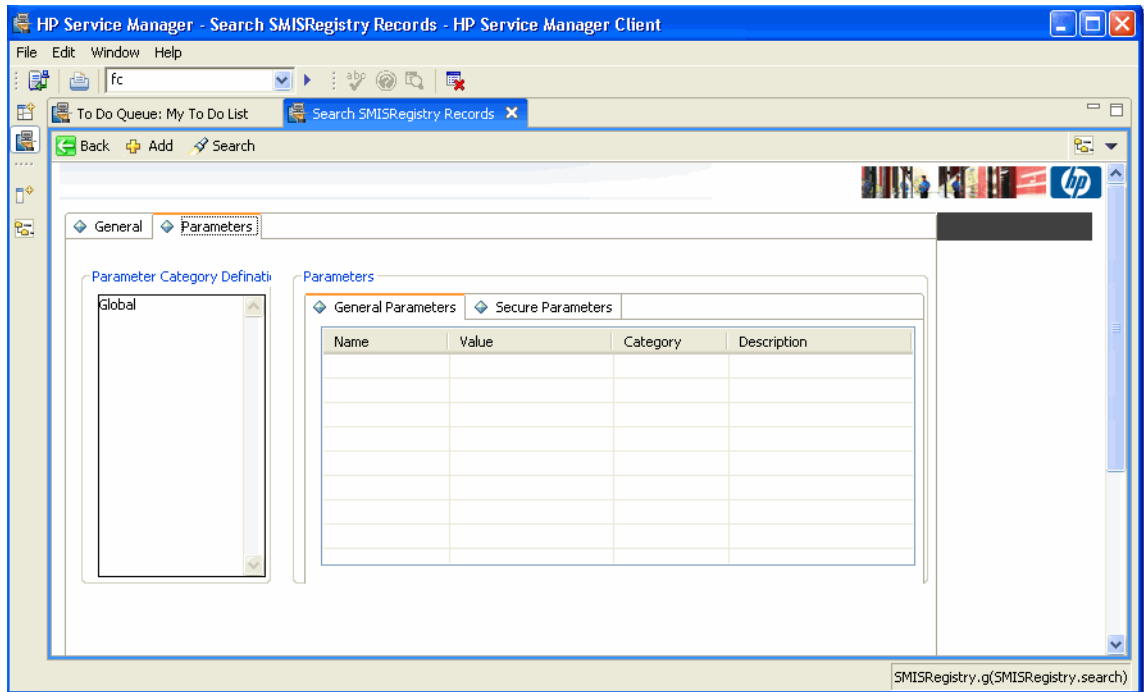 HP Service Manager - Search SMISRegistry Records - HP Service Manager Client
File Edit Window Help
fc
abc
To Do Queue: My To Do List Search SMISRegistry Records
Back Add Search
hp
General Parameters
Parameter Category Definati Parameters
Global
General Parameters Secure Parameters
Name Value Category Description
SMISRegistry.g(SMISRegistry.search)